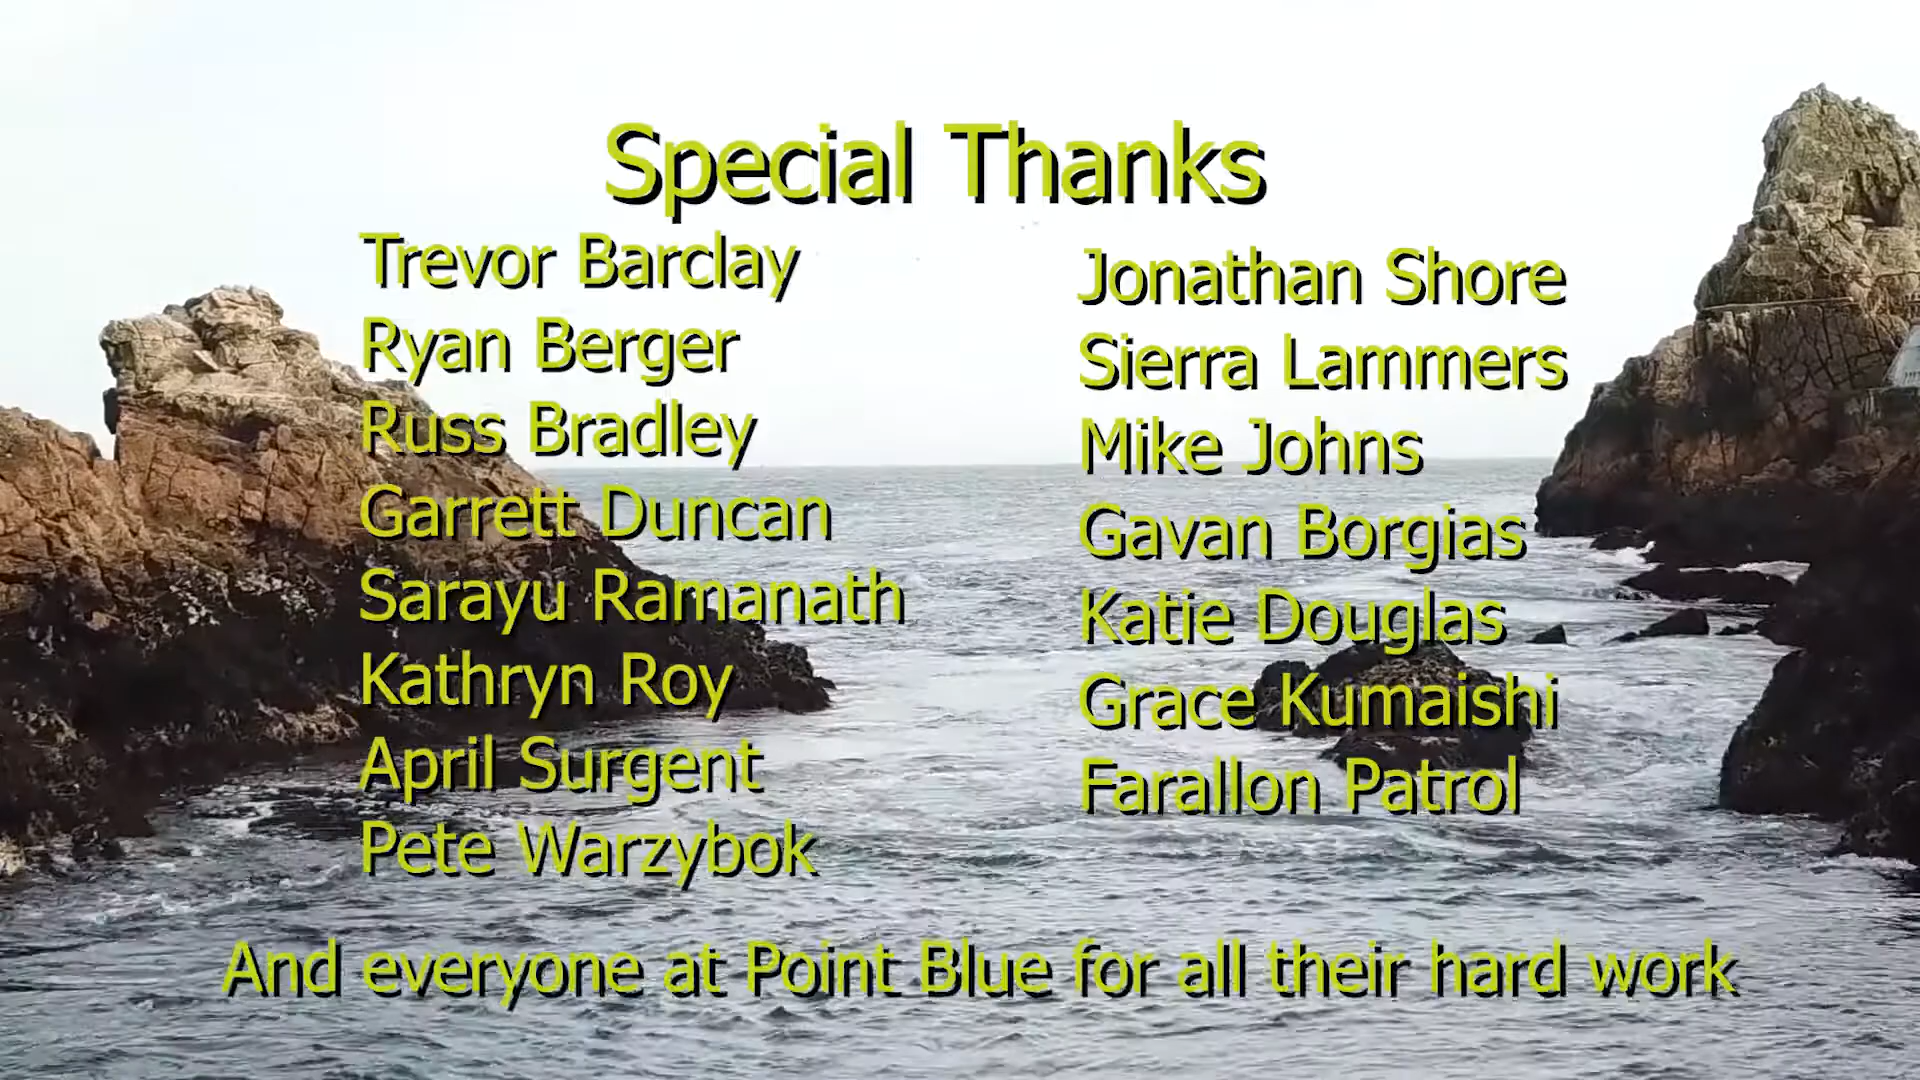 Special Thanks
Trevor Barclay
Ryan Berger
Russ Bradley
Garrett Duncan
Sarayu Ramanath
Kathryn Roy
April Surgent
Pete Warzybok
Jonathan Shore
Sierra Lammers
Mike Johns
Gavan Borgias
Katie Douglas
Grace Kumaishi
Farallon Patrol
And everyone at Point Blue for all their hard work